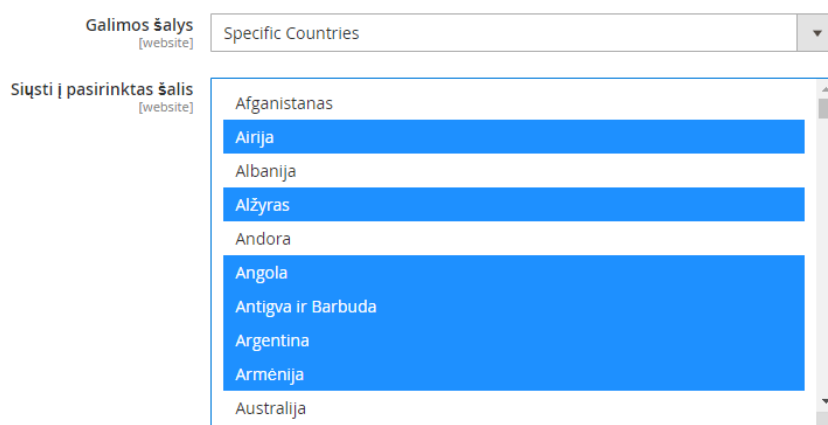 Galimos šalys
[website]
Specific Countries
Siųsti į pasirinktas šalis
[website]
Afganistanas
Airija
Albanija
Alžyras
Andora
Angola
Antigva ir Barbuda
Argentina
Armėnija
Australija